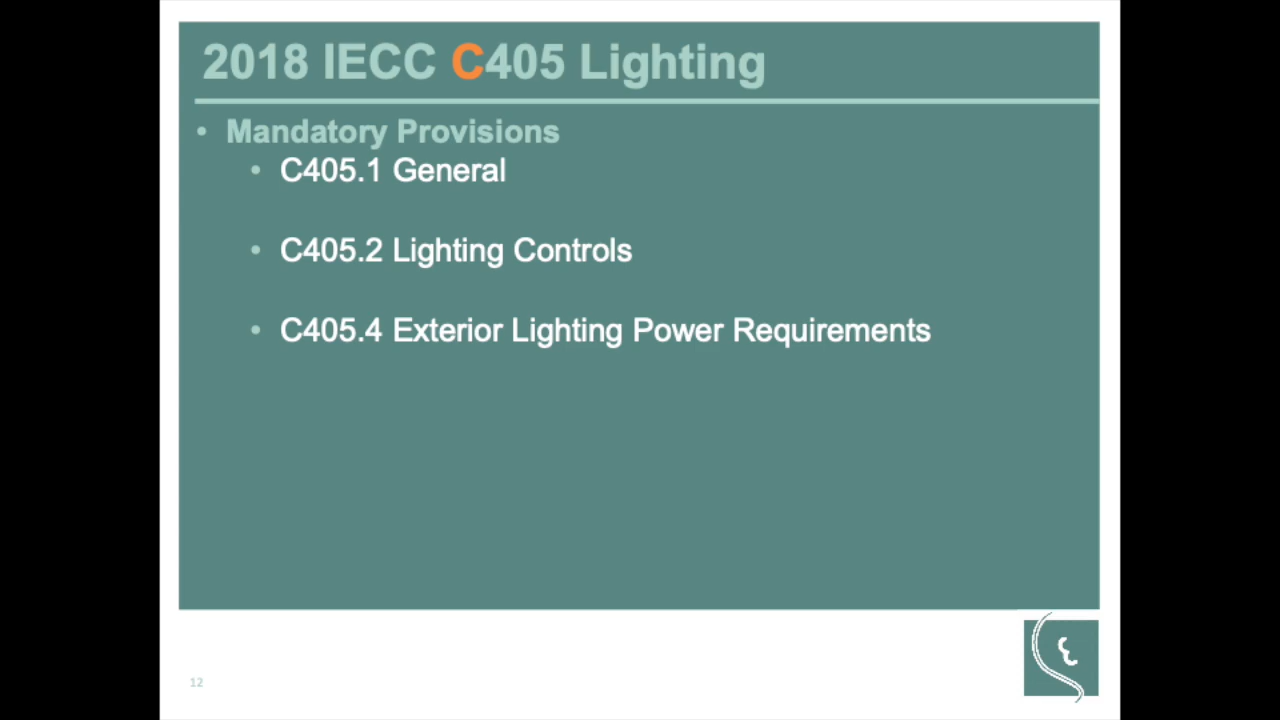 2018 IECC C405 Lighting
• Mandatory Provisions
• C405.1 General
• C405.2 Lighting Controls
• C405.4 Exterior Lighting Power Requirements
12